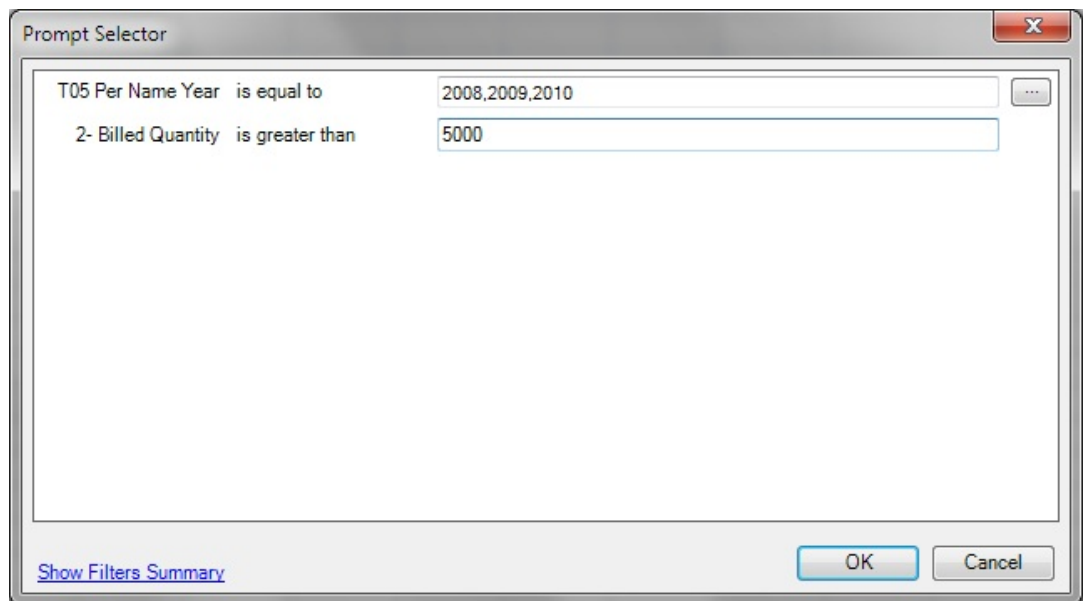 Prompt Selector
T05 Per Name Year is equal to 2008,2009,2010 ...
2- Billed Quantity is greater than 5000
Show Filters Summary OK Cancel